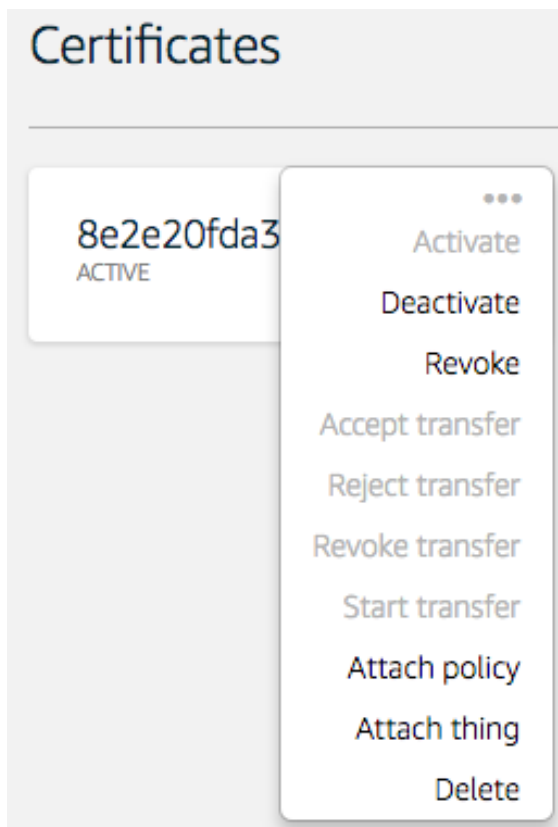 Certificates
8e2e20fda3
ACTIVE
Activate
Deactivate
Revoke
Accept transfer
Reject transfer
Revoke transfer
Start transfer
Attach policy
Attach thing
Delete